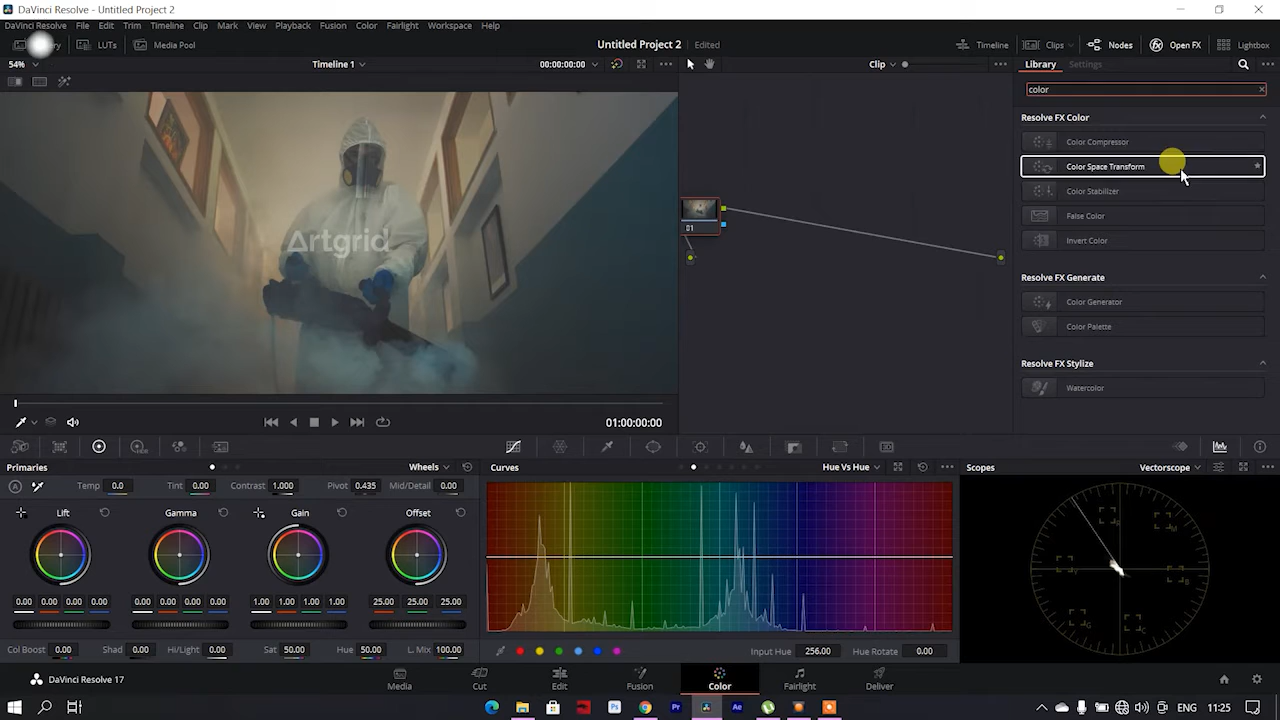 DaVinci Resolve - Untitled Project 2
DaVinci Resolve File Edit Trim Timeline Clip Mark View Playback Fusion Color Fairlight Workspace Help
LUTs Media Pool Untitled Project 2 Edited Timeline Clips Nodes Open FX Lightbox
54% Timeline 1 00:00:00:00 Clip Library Settings
color
Resolve FX Color
Color Compressor
Color Space Transform
Color Stabilizer
False Color
Invert Color
Resolve FX Generate
Color Generator
Color Palette
Resolve FX Stylize
Watercolor
Artgrid
01
01:00:00:00
Primaries Wheels Curves Hue Vs Hue Scopes Vectorscope
Temp 0.0 Tint 0.00 Contrast 1.000 Pivot 0.435 Mid/Detail 0.00
Lift Gamma Gain Offset
0.00 0.00 0.00 0.00 0.00 0.00 0.00 0.00 1.00 1.00 1.00 1.00 25.00 25.00 25.00
Col Boost 0.00 Shad 0.00 Hi/Light 0.00 Sat 50.00 Hue 50.00 L. Mix 100.00 Input Hue 256.00 Hue Rotate 0.00
DaVinci Resolve 17 Media Cut Edit Fusion Color Fairlight Deliver
ENG 11:25